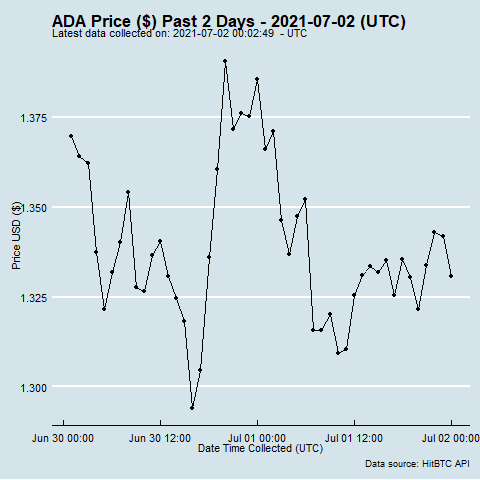 ADA Price ($) Past 2 Days - 2021-07-02 (UTC)
Latest data collected on: 2021-07-02 00:02:49 - UTC
Price USD ($)
1.375
1.350
1.325
1.300
Jun 30 00:00 Jun 30 12:00 Jul 01 00:00 Jul 01 12:00 Jul 02 00:00
Date Time Collected (UTC)
Data source: HitBTC API